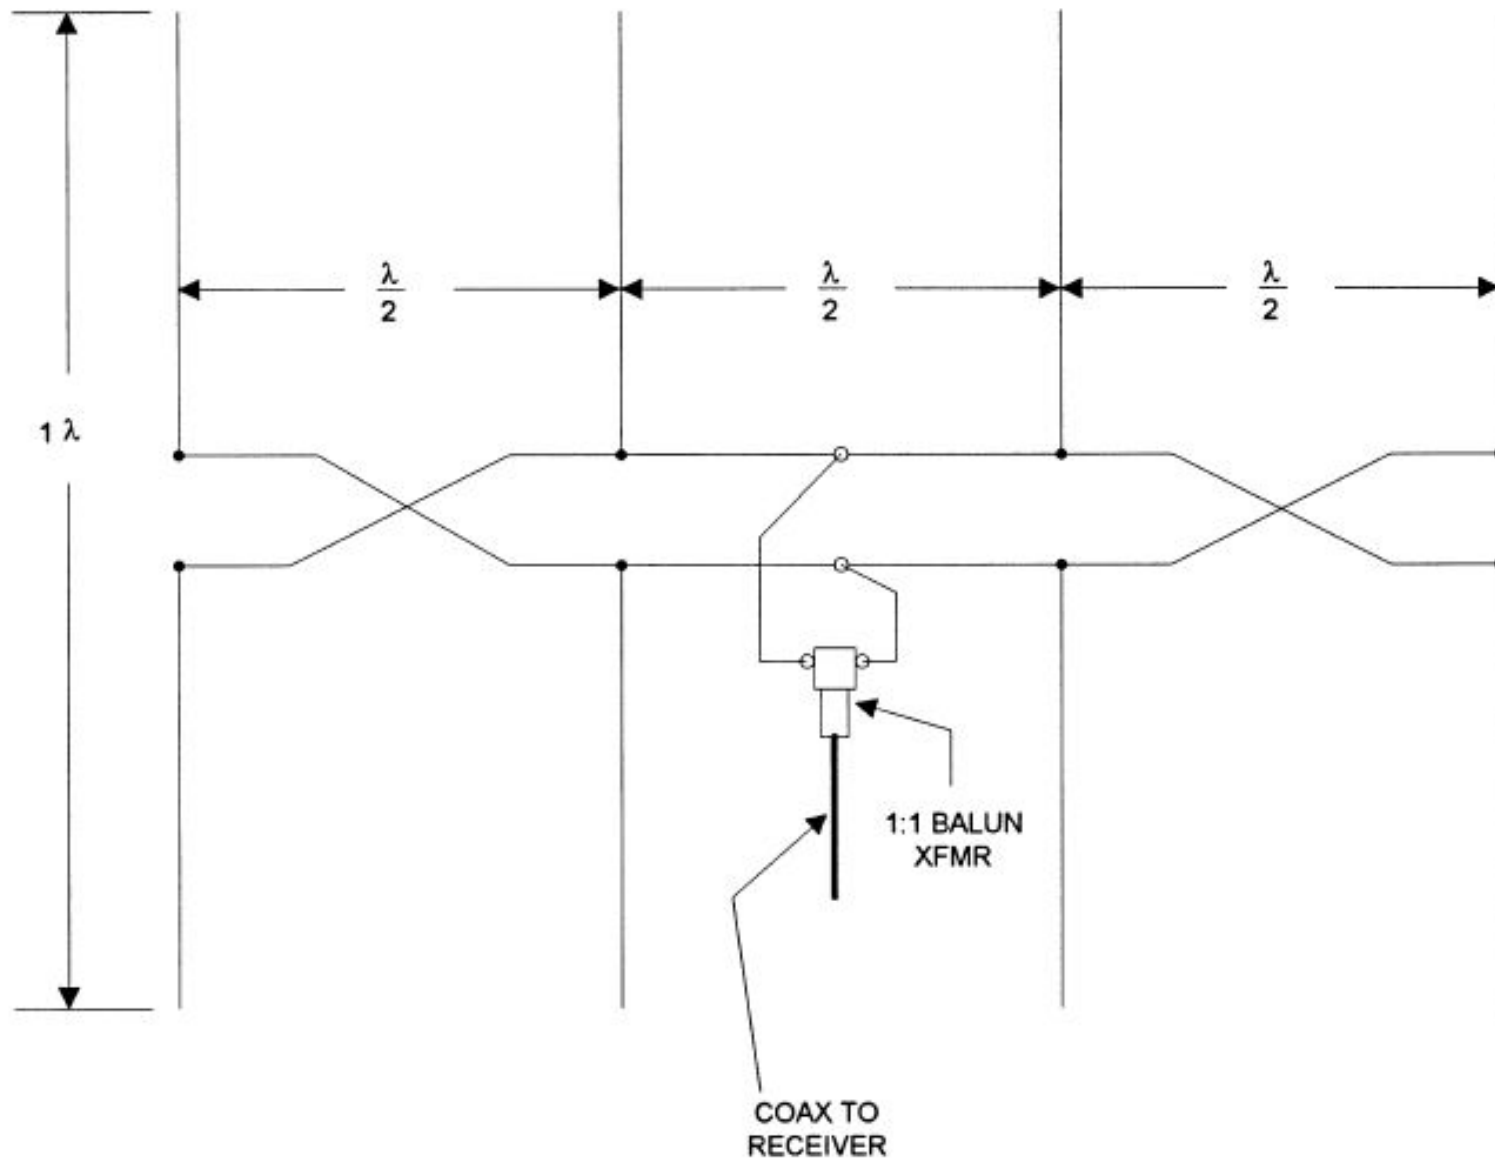 λ
2
λ
2
λ
2
1 λ
1:1 BALUN
XFMR
COAX TO
RECEIVER